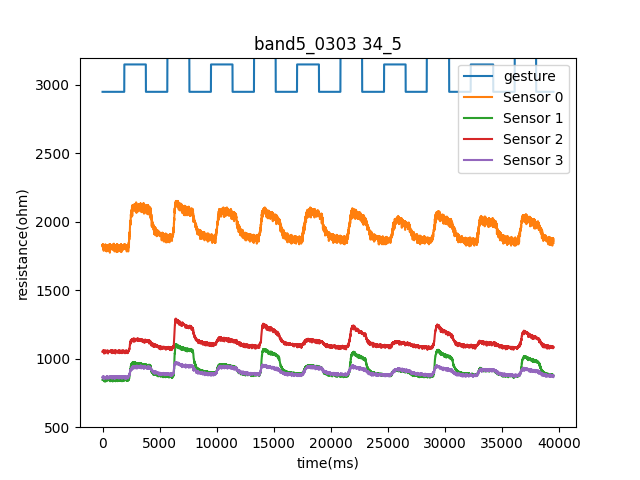 band5_0303 34_5
3000
2500
2000
1500
1000
500
resistance(ohm)
gesture
Sensor 0
Sensor 1
Sensor 2
Sensor 3
0 5000 10000 15000 20000 25000 30000 35000 40000
time(ms)